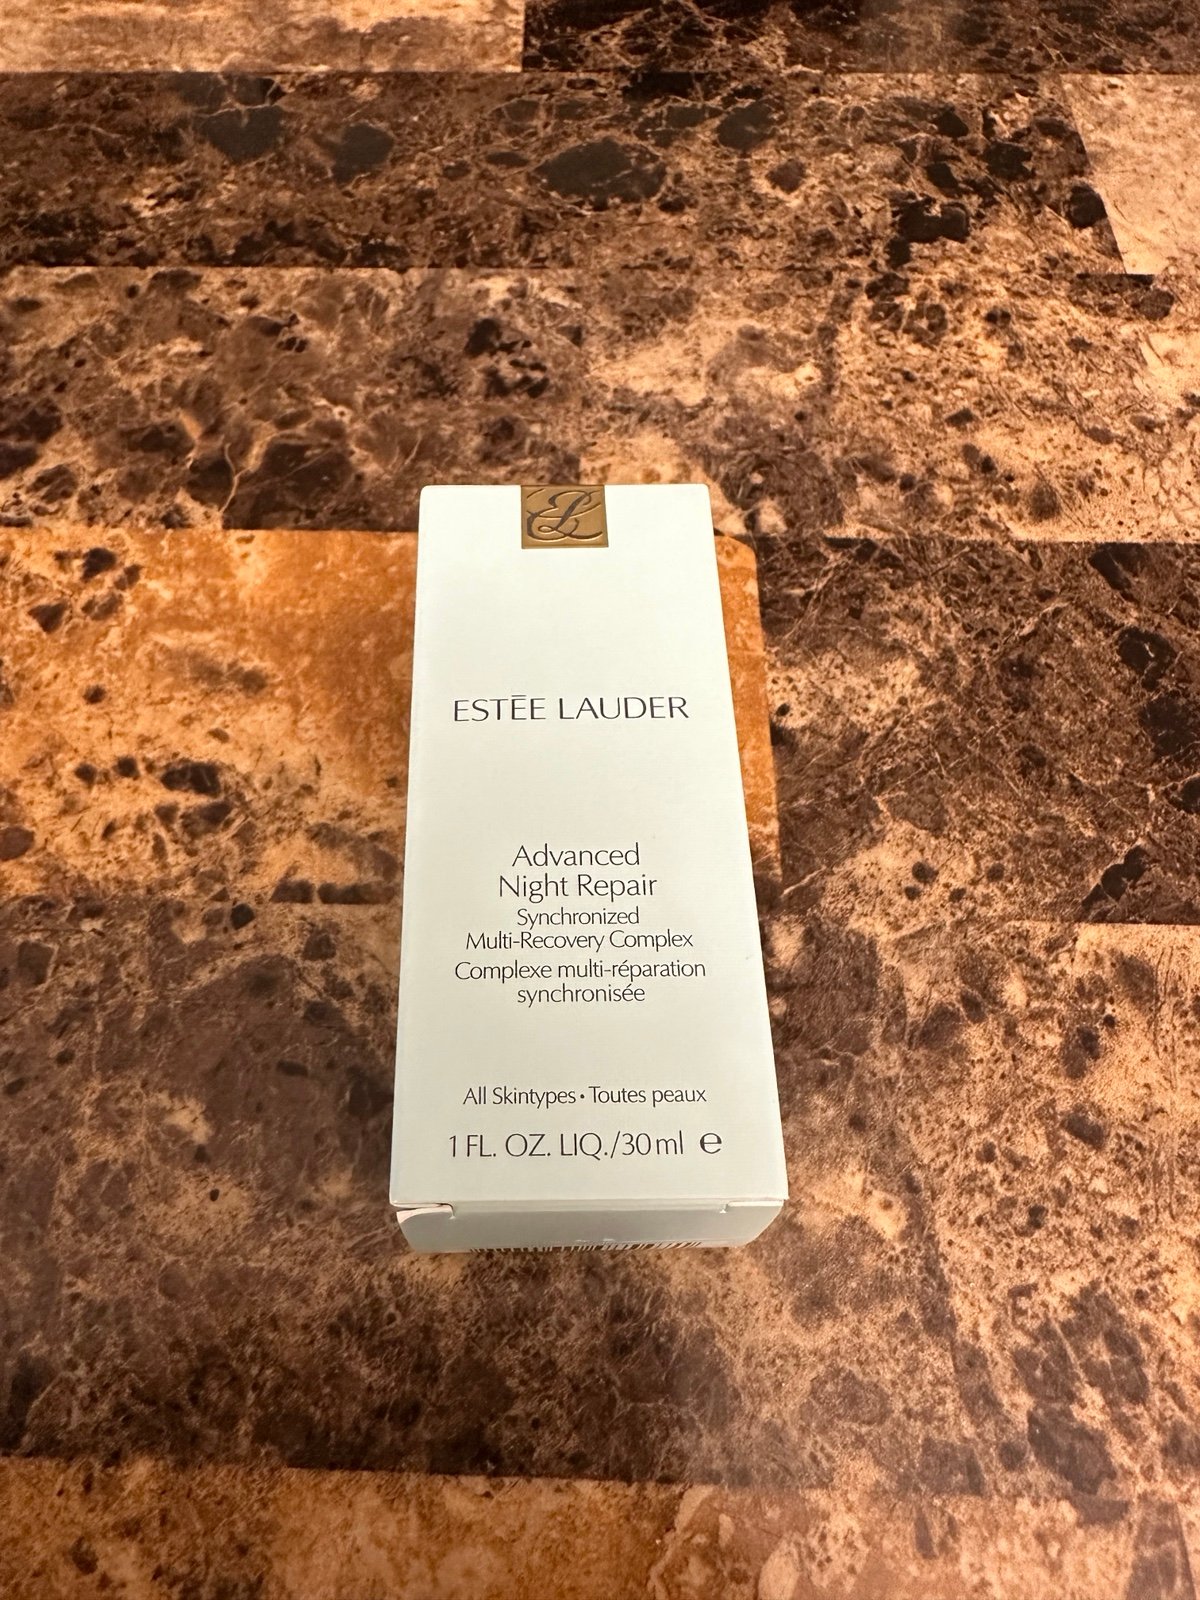 EL
ESTĒE LAUDER
Advanced
Night Repair
Synchronized
Multi-Recovery Complex
Complexe multi-réparation
synchronisée
All Skintypes • Toutes peaux
1 FL. OZ. LIQ./30 ml ℮